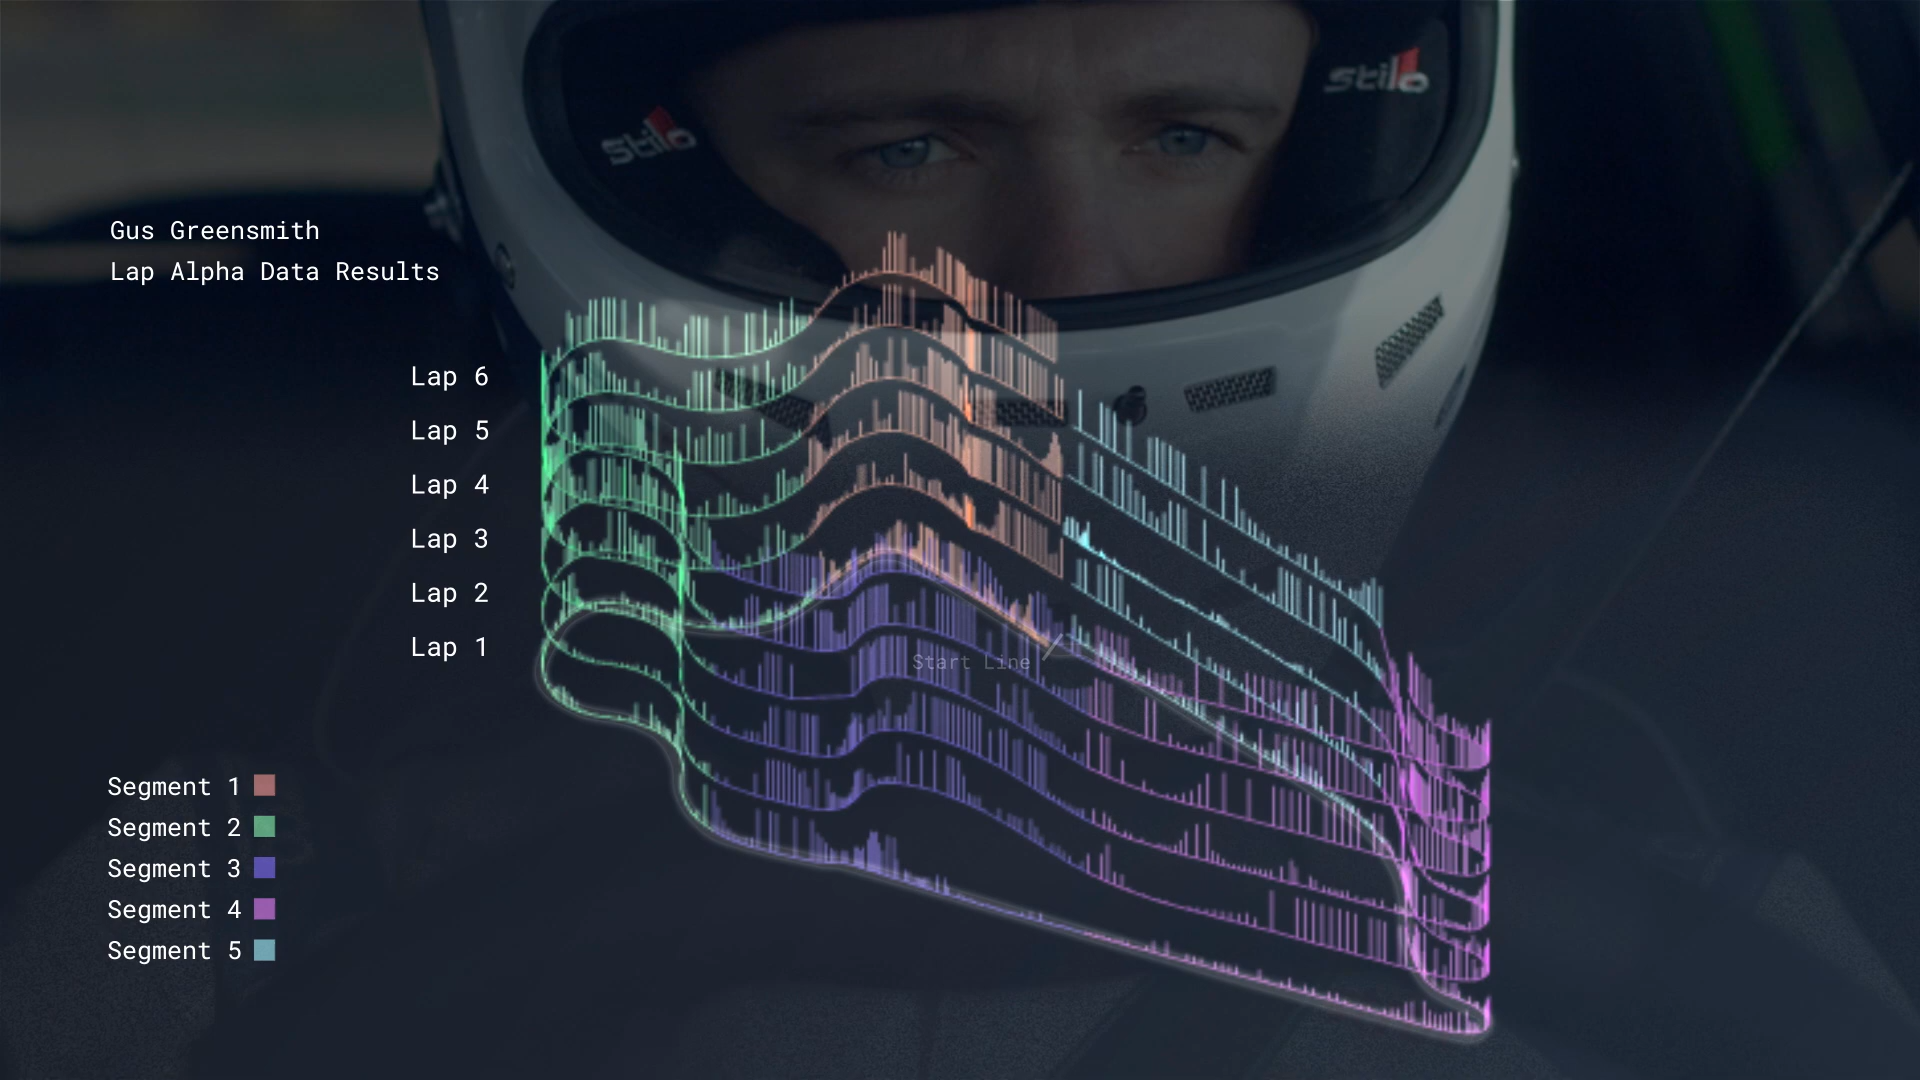 Stilo
Stilo
Gus Greensmith
Lap Alpha Data Results
Lap 6
Lap 5
Lap 4
Lap 3
Lap 2
Lap 1
Start Line
Segment 1
Segment 2
Segment 3
Segment 4
Segment 5